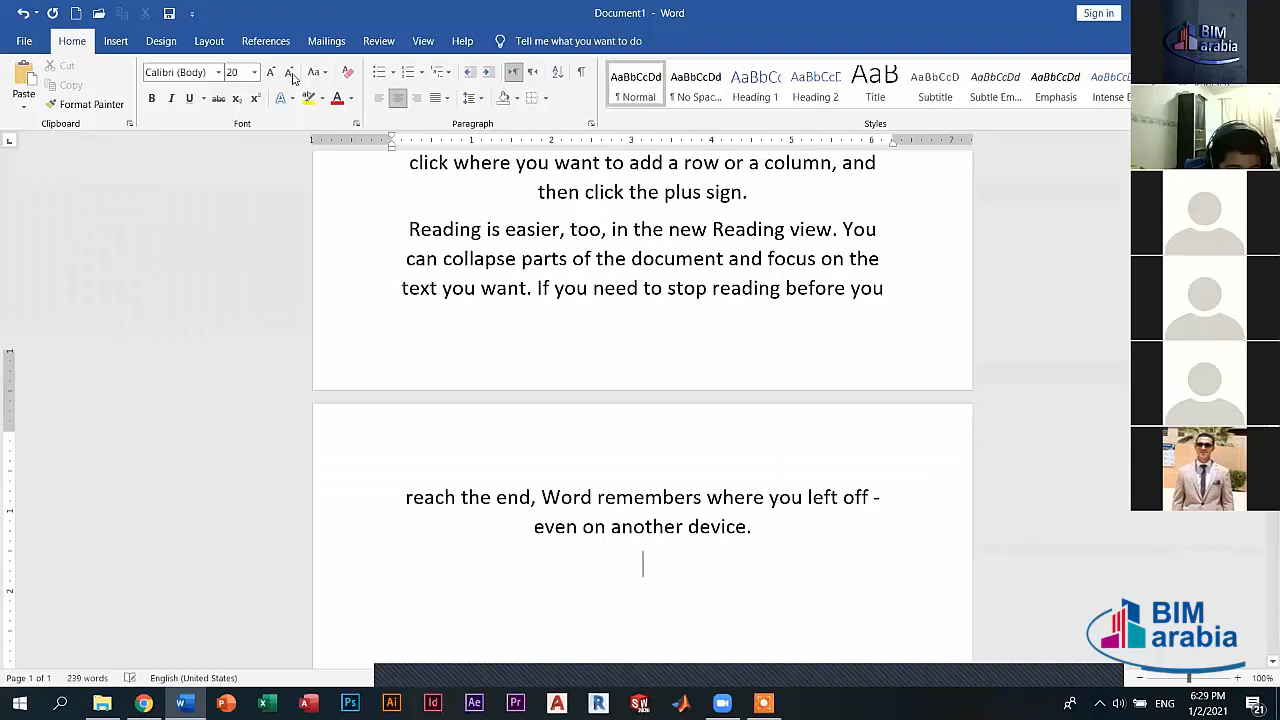 Document1 - Word
Sign in
File Home Insert Design Layout References Mailings Review View Help Tell me what you want to do
Cut
Copy
Paste
Format Painter
Calibri (Body) 20
Clipboard Font Paragraph Styles
AaBbCcDd AaBbCcDd AaBbCc AaBbCcE AaB AaBbCcD AaBbCcDd AaBbCcDd AaBbCcDd
¶ Normal ¶ No Spac... Heading 1 Heading 2 Title Subtitle Subtle Em... Emphasis Intense
click where you want to add a row or a column, and
then click the plus sign.
Reading is easier, too, in the new Reading view. You
can collapse parts of the document and focus on the
text you want. If you need to stop reading before you
reach the end, Word remembers where you left off -
even on another device.
BIM
arabia
BIM
arabia
Page 1 of 1 239 words English (United States)
100%
ENG
6:29 PM
1/2/2021
21